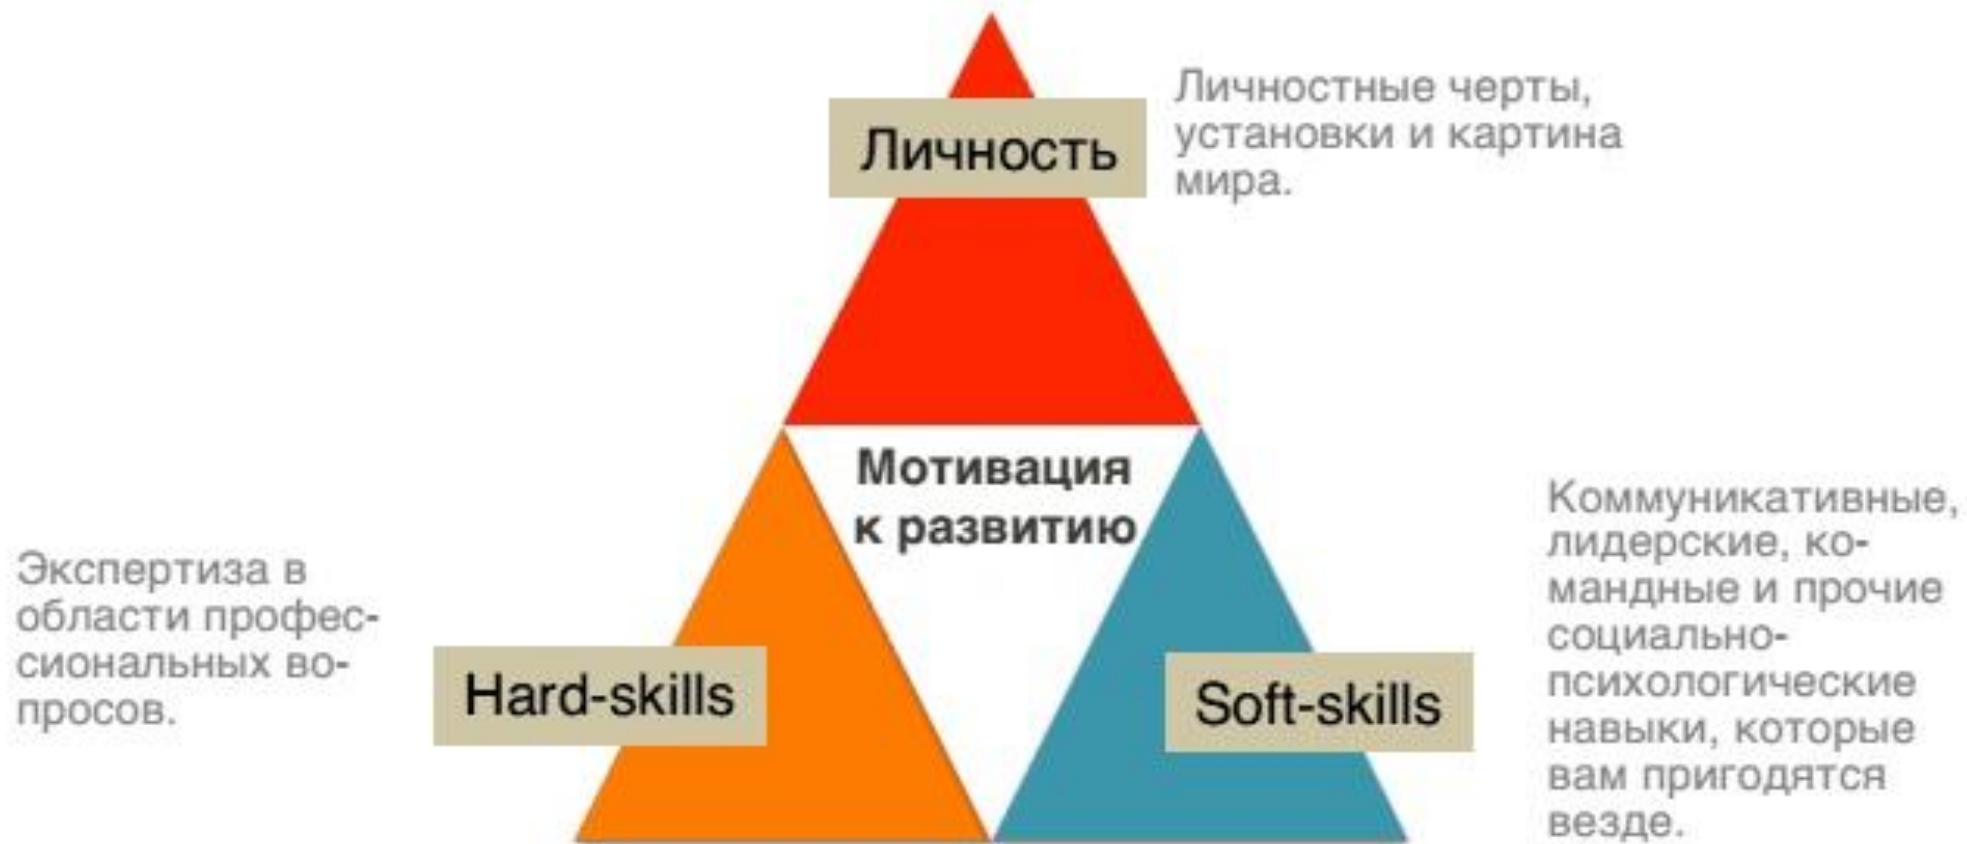 Личность
Личностные черты,
установки и картина
мира.
Мотивация
к развитию
Экспертиза в
области профес-
сиональных во-
просов.
Hard-skills
Soft-skills
Коммуникативные,
лидерские, ко-
мандные и прочие
социально-
психологические
навыки, которые
вам пригодятся
везде.